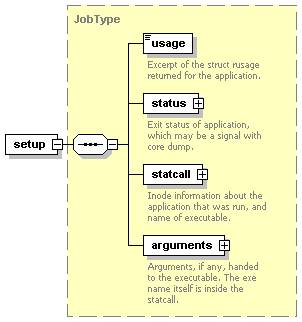 JobType
usage
Excerpt of the struct rusage
returned for the application.
status
Exit status of application,
which may be a signal with
core dump.
setup
statcall
Inode information about the
application that was run, and
name of executable.
arguments
Arguments, if any, handed
to the executable. The exe
name itself is inside the
statcall.